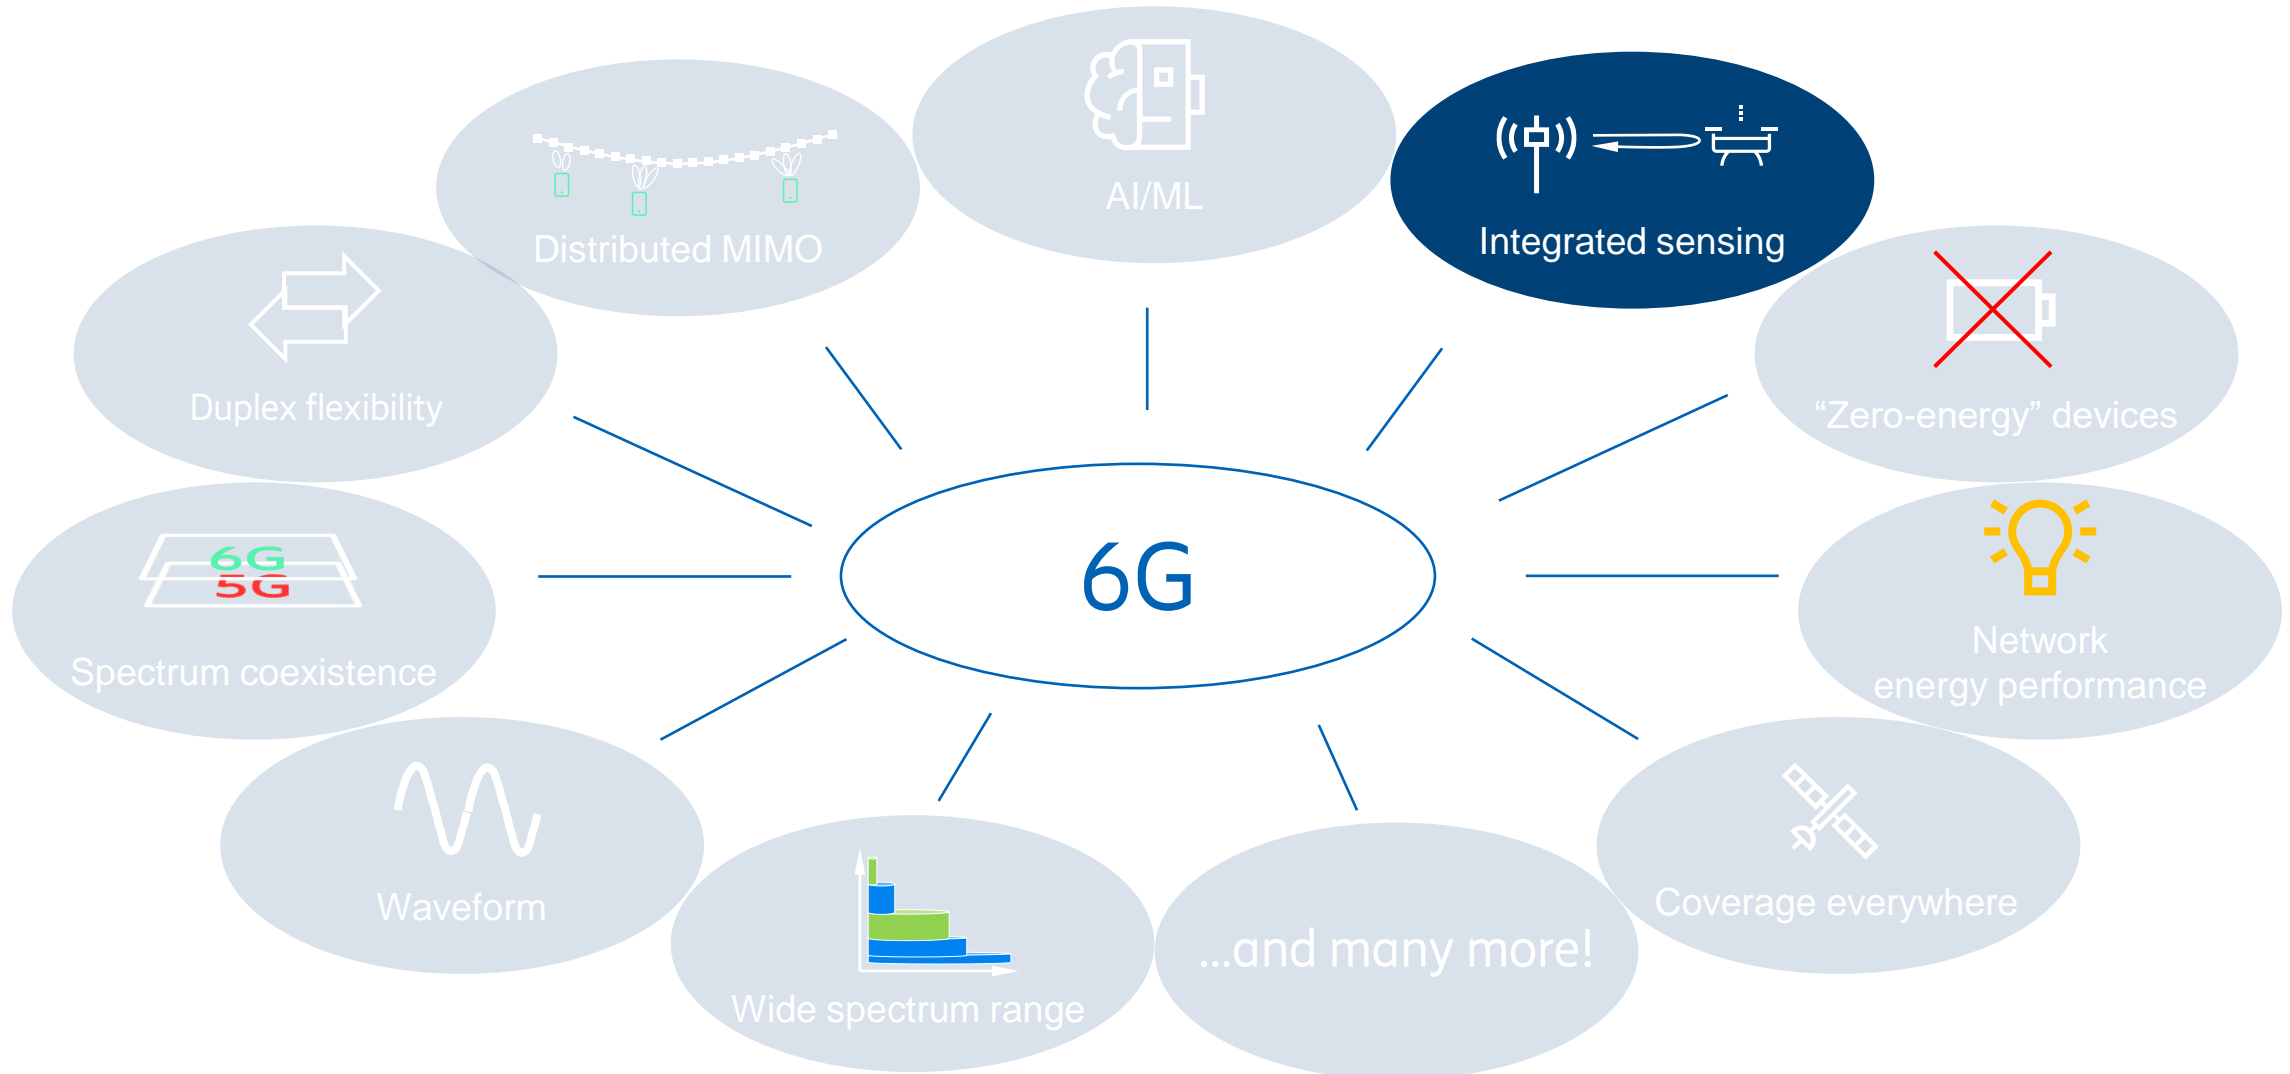 AI/ML
Distributed MIMO
Integrated sensing
Duplex flexibility
“Zero-energy” devices
6G
5G
Spectrum coexistence
6G
Network
energy performance
Waveform
Coverage everywhere
Wide spectrum range
...and many more!